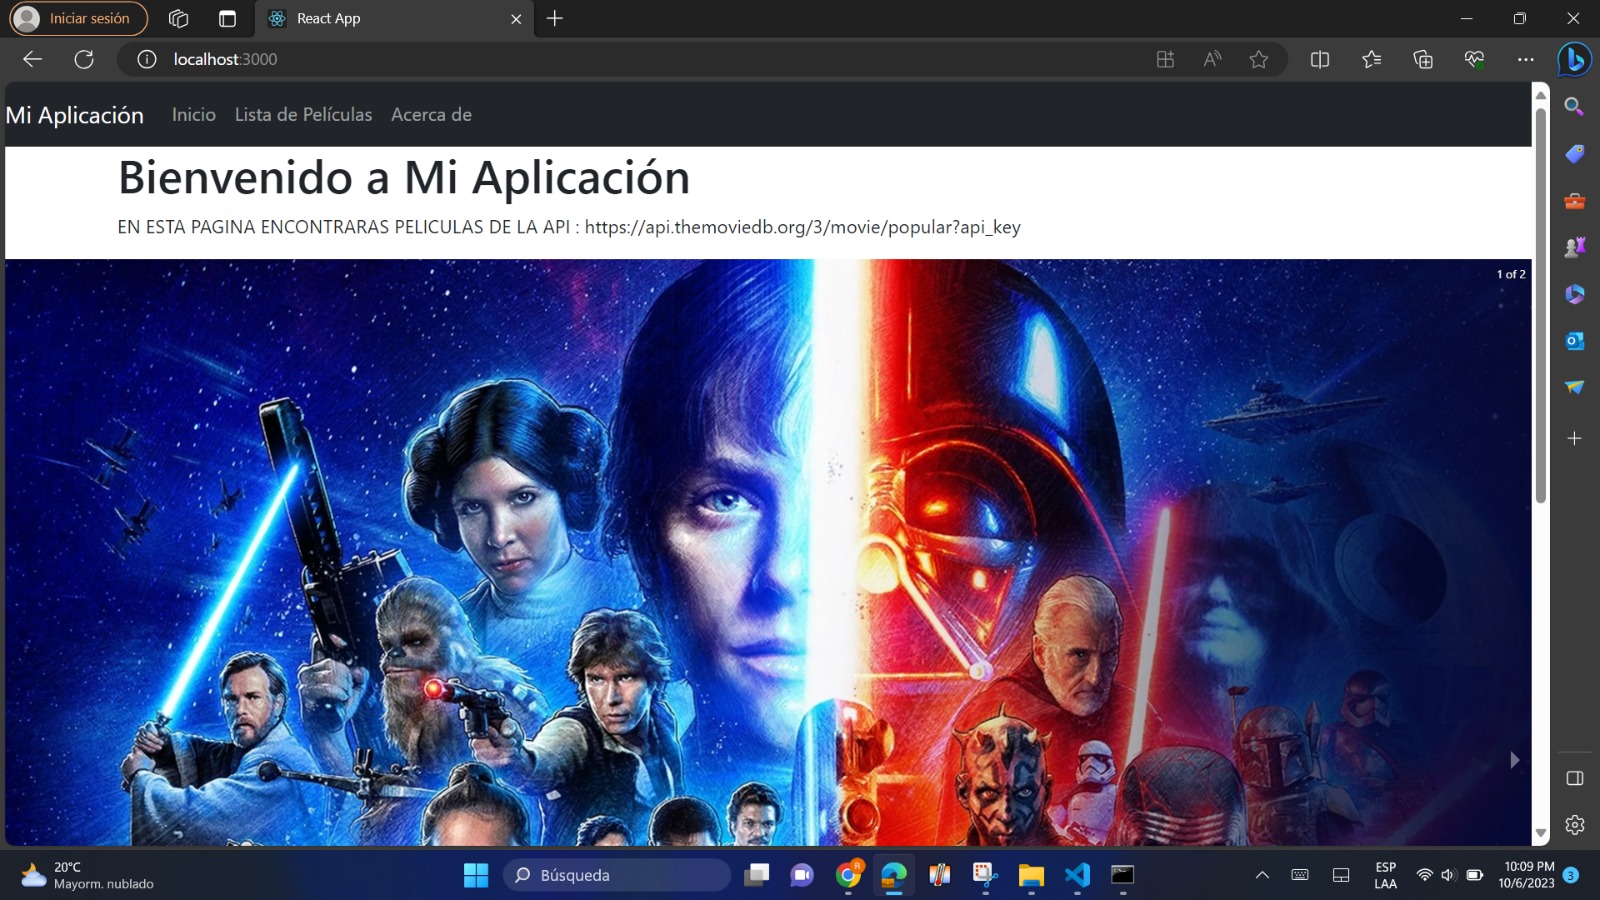 Iniciar sesión
React App
localhost:3000
Mi Aplicación
Inicio
Lista de Películas
Acerca de
Bienvenido a Mi Aplicación
EN ESTA PAGINA ENCONTRARAS PELICULAS DE LA API : https://api.themoviedb.org/3/movie/popular?api_key
1 of 2
20°C
Mayorm. nublado
Búsqueda
ESP
LAA
10:09 PM
10/6/2023
3